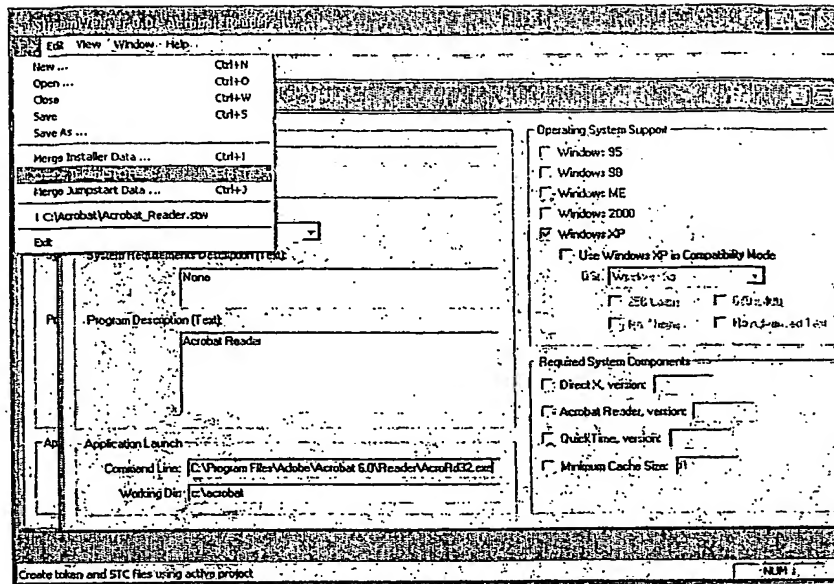 Edit View Window Help
New ... Ctrl+N
Open ... Ctrl+O
Close Ctrl+W
Save Ctrl+S
Save As ...
Merge Installer Data ... Ctrl+I
Merge Jumpstart Data ... Ctrl+J
1 C:\Acrobat\Acrobat_Reader.stw
Exit
System Requirements Description (Text):
None
Program Description (Text):
Acrobat Reader
Application Launch
Command Line: C:\Program Files\Adobe\Acrobat 6.0\Reader\AcroRd32.exe
Working Dir: c:\acrobat
Operating System Support
Windows 95
Windows 98
Windows ME
Windows 2000
Windows XP
Use Windows XP in Compatibility Mode
Required System Components
Direct X, version:
Acrobat Reader, version:
QuickTime, version:
Minimum Cache Size:
Create token and STC files using active project
NUM